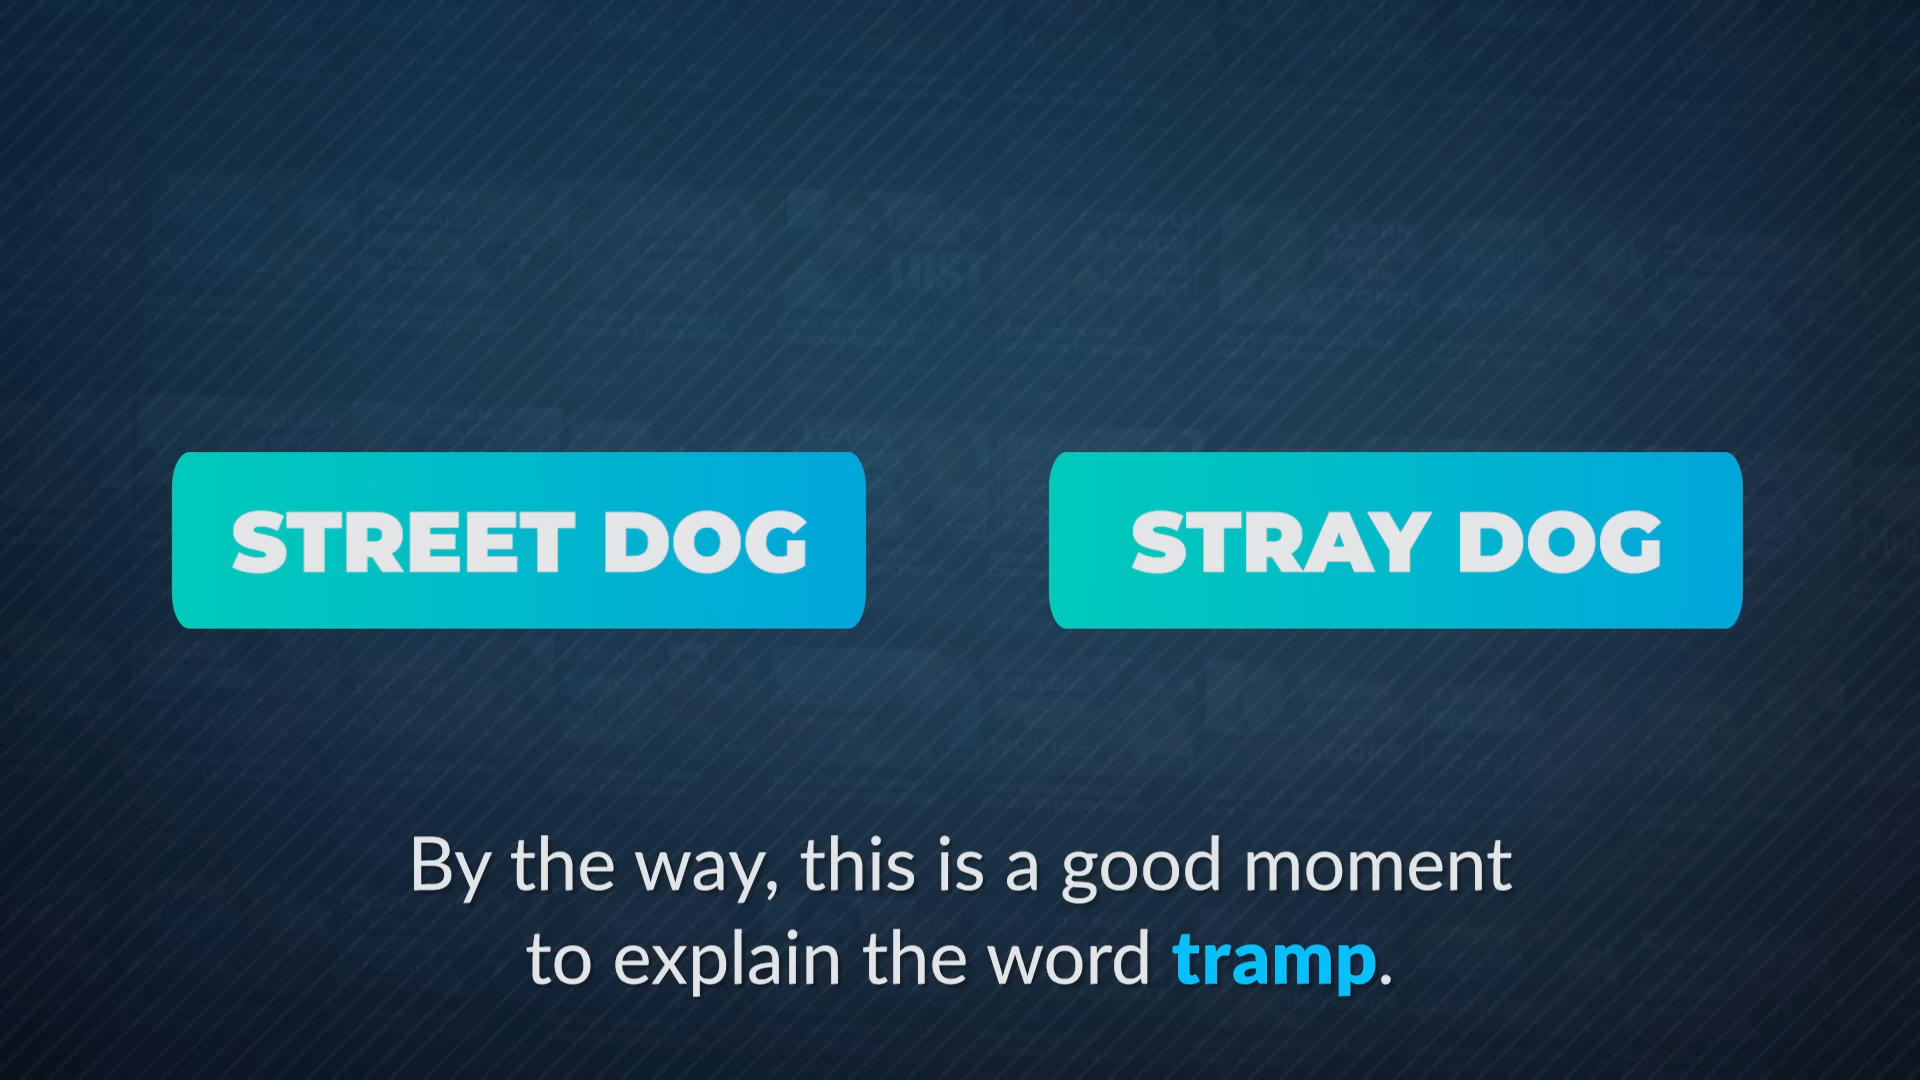 STREET DOG
STRAY DOG
By the way, this is a good moment
to explain the word tramp.